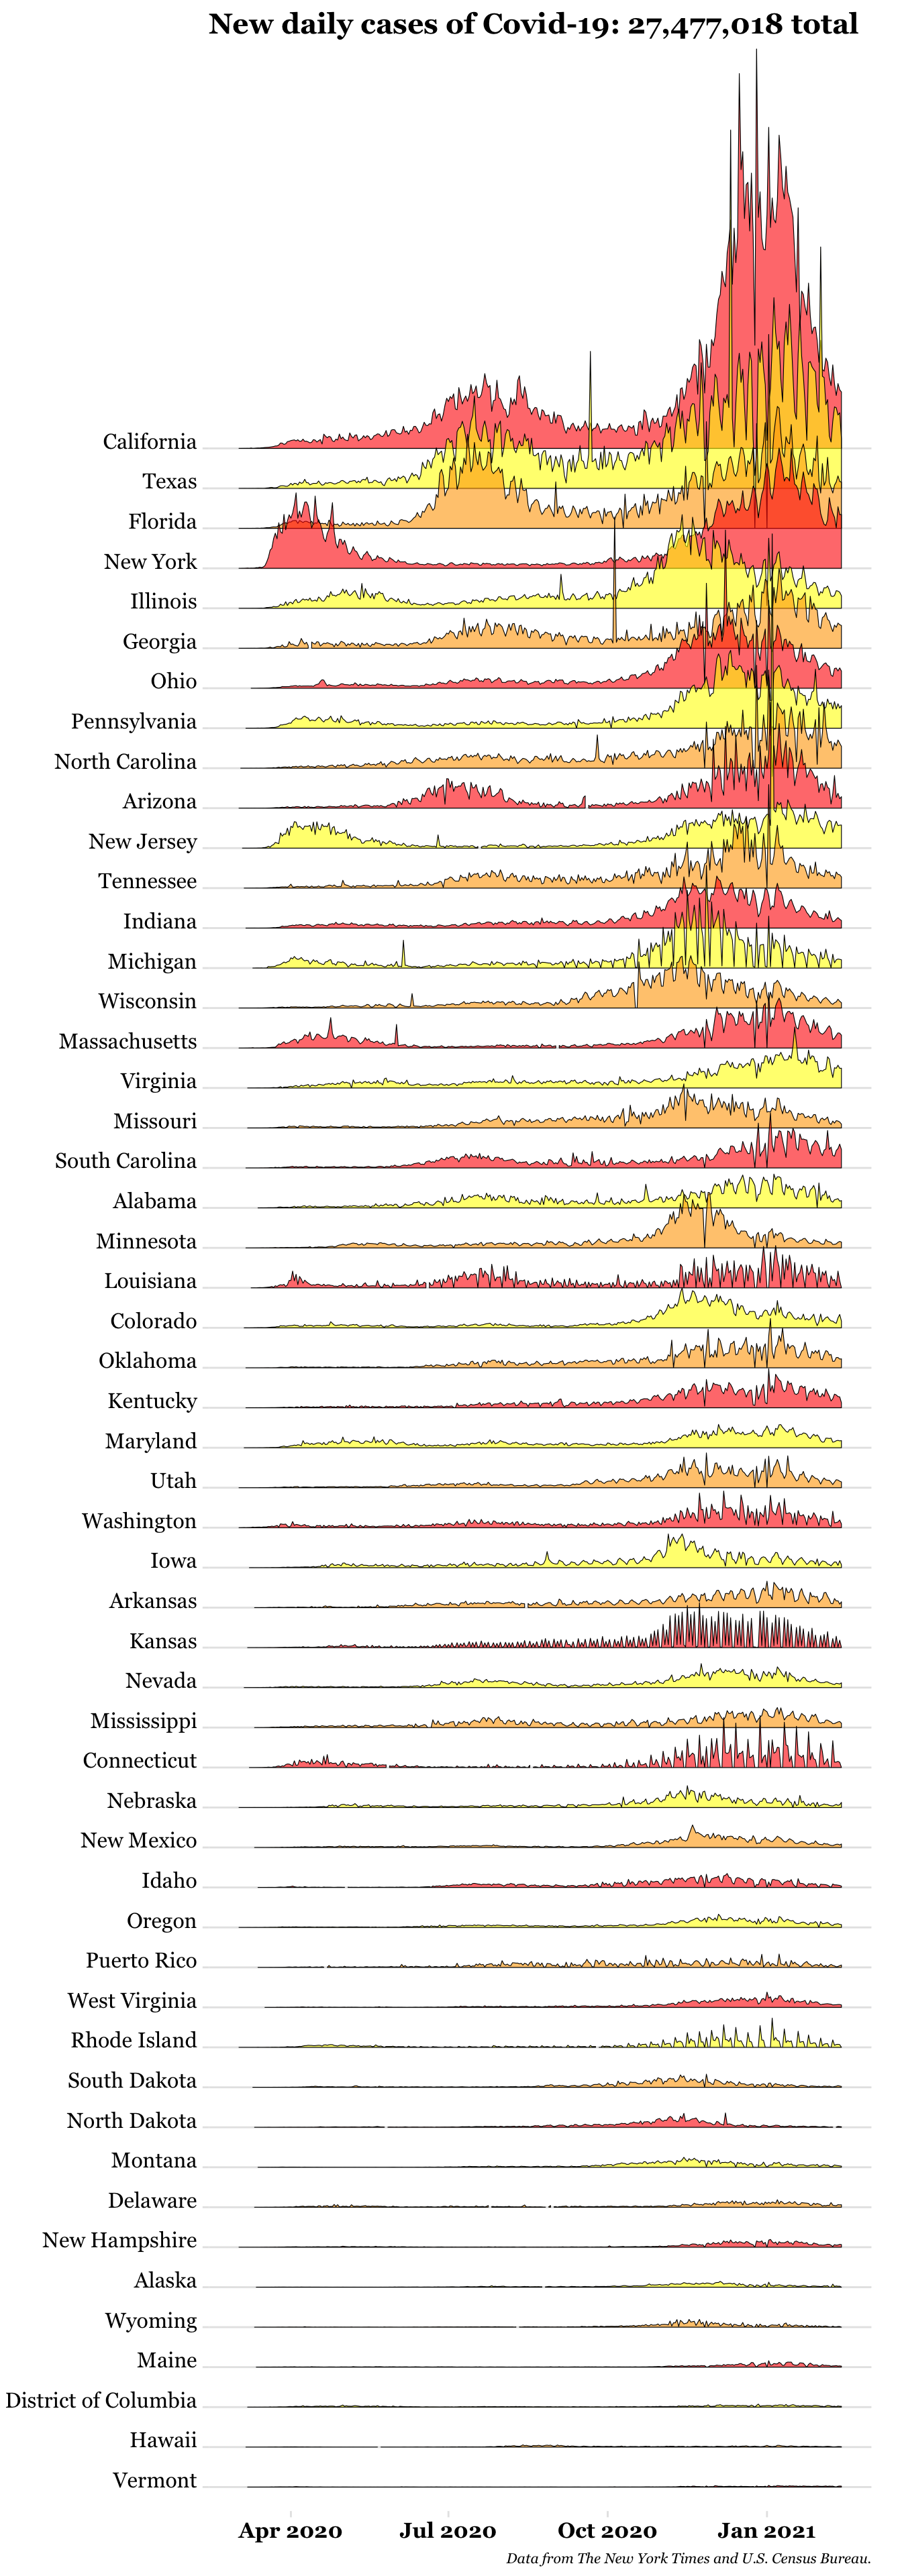 New daily cases of Covid-19: 27,477,018 total
California
Texas
Florida
New York
Illinois
Georgia
Ohio
Pennsylvania
North Carolina
Arizona
New Jersey
Tennessee
Indiana
Michigan
Wisconsin
Massachusetts
Virginia
Missouri
South Carolina
Alabama
Minnesota
Louisiana
Colorado
Oklahoma
Kentucky
Maryland
Utah
Washington
Iowa
Arkansas
Kansas
Nevada
Mississippi
Connecticut
Nebraska
New Mexico
Idaho
Oregon
Puerto Rico
West Virginia
Rhode Island
South Dakota
North Dakota
Montana
Delaware
New Hampshire
Alaska
Wyoming
Maine
District of Columbia
Hawaii
Vermont
Apr 2020 Jul 2020 Oct 2020 Jan 2021
Data from The New York Times and U.S. Census Bureau.